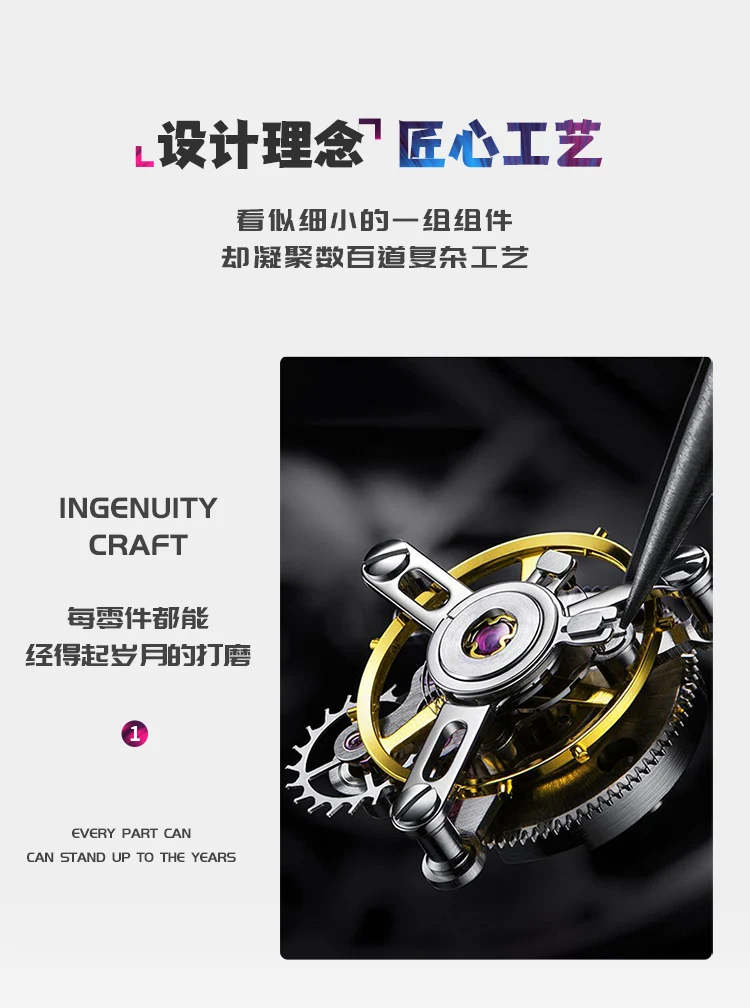 设计理念 匠心工艺
看似细小的一组组件
却凝聚数百道复杂工艺
INGENUITY
CRAFT
每零件都能
经得起岁月的打磨
1
EVERY PART CAN
CAN STAND UP TO THE YEARS